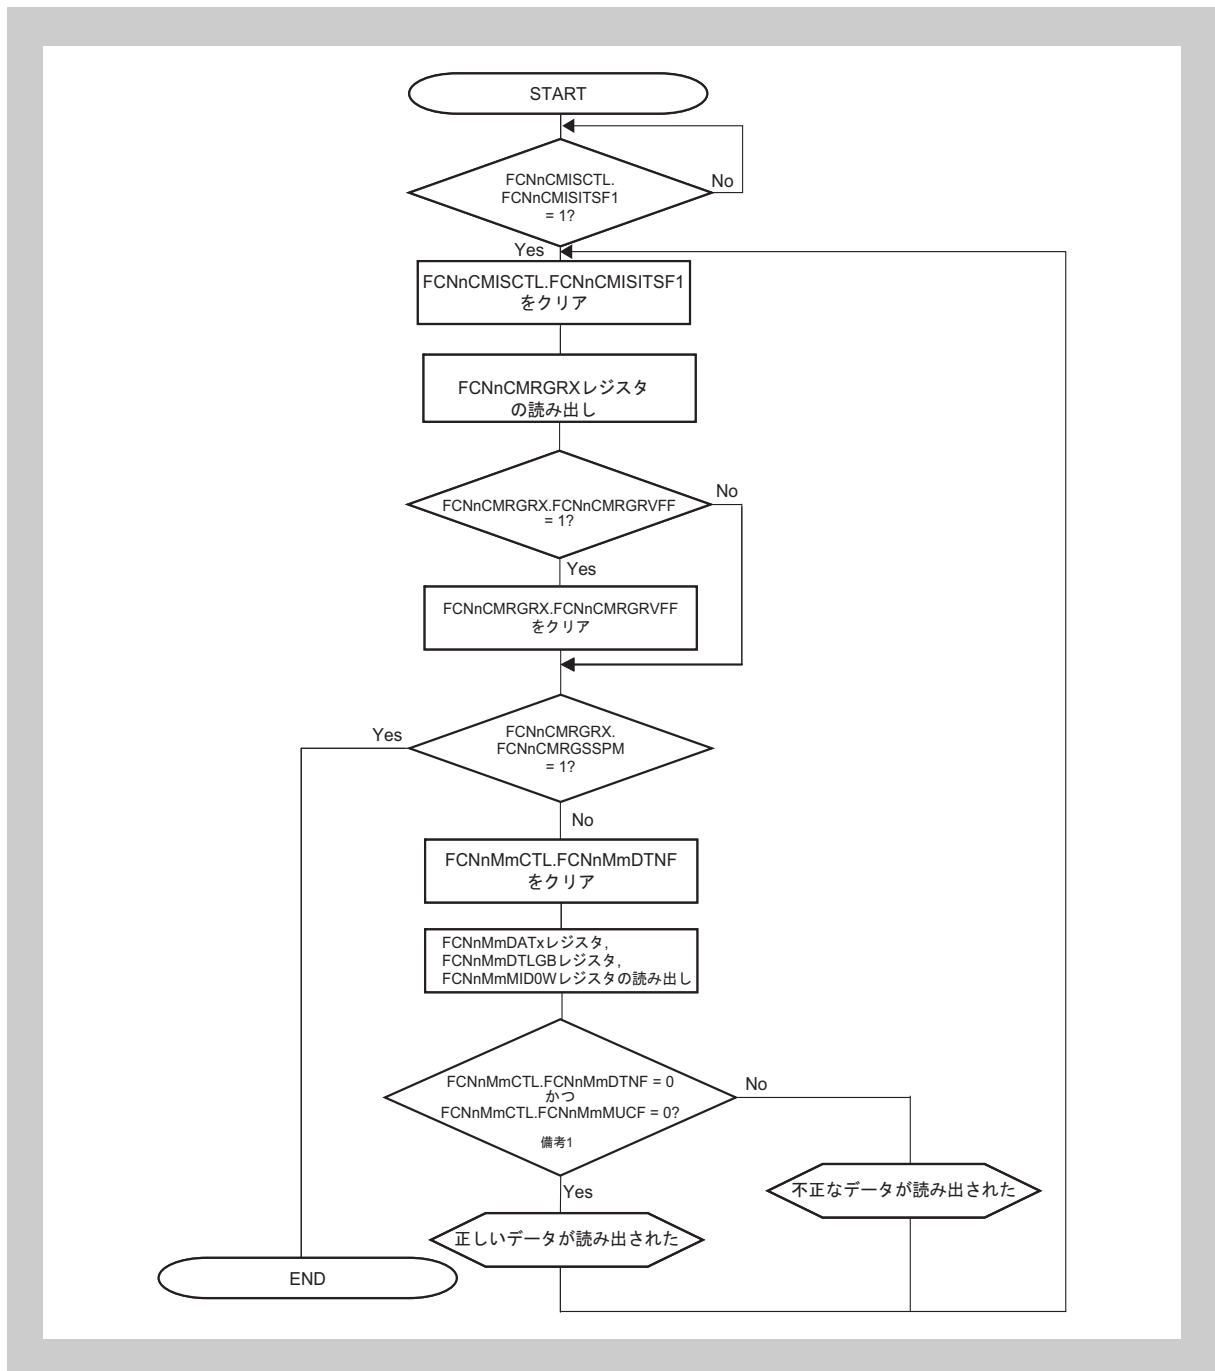 START
FCNnCMISCTL.
FCNnCMISITSF1
= 1?
No
Yes
FCNnCMISCTL.FCNnCMISITSF1
をクリア
FCNnCMRGRXレジスタ
の読み出し
FCNnCMRGRX.FCNnCMRGRVFF
= 1?
No
Yes
FCNnCMRGRX.FCNnCMRGRVFF
をクリア
FCNnCMRGRX.
FCNnCMRGSSPM
= 1?
Yes
No
FCNnMmCTL.FCNnMmDTNF
をクリア
FCNnMmDATxレジスタ,
FCNnMmDTLGBレジスタ,
FCNnMmMID0Wレジスタの読み出し
FCNnMmCTL.FCNnMmDTNF = 0
かつ
FCNnMmCTL.FCNnMmMUCF = 0?
備考1
No
Yes
不正なデータが読み出された
正しいデータが読み出された
END